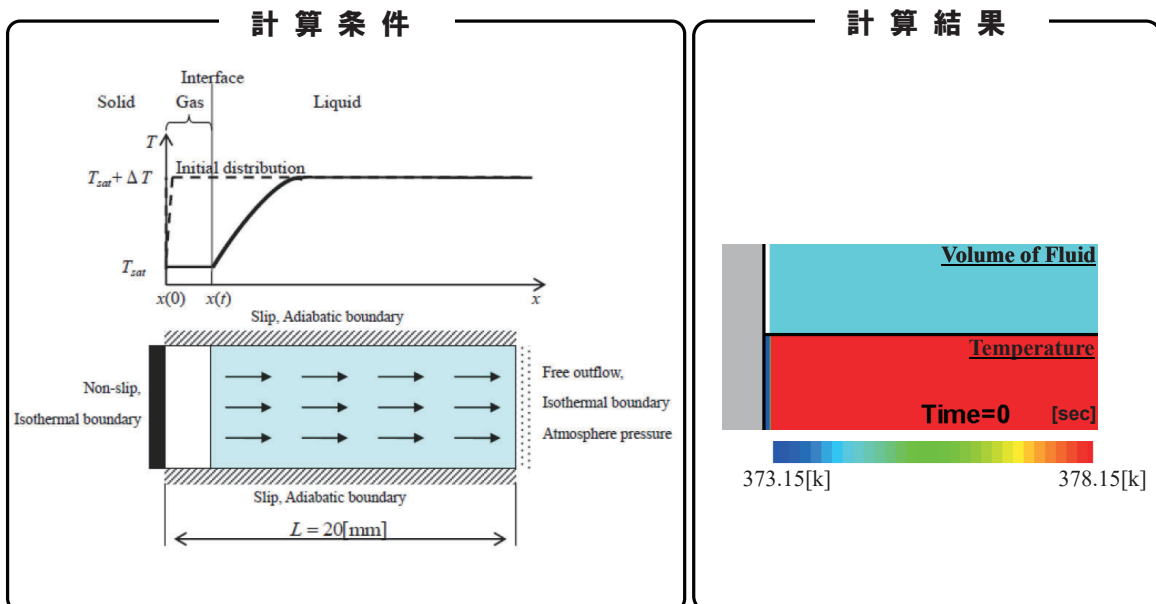 計算条件
Interface
Solid
Gas
Liquid
T
Initial distribution
Tsat + ΔT
Tsat
x(0)
x(t)
x
Slip, Adiabatic boundary
Non-slip,
Isothermal boundary
Free outflow,
Isothermal boundary
Atmosphere pressure
Slip, Adiabatic boundary
L = 20[mm]
計算結果
Volume of Fluid
Temperature
Time=0 [sec]
373.15[k]
378.15[k]